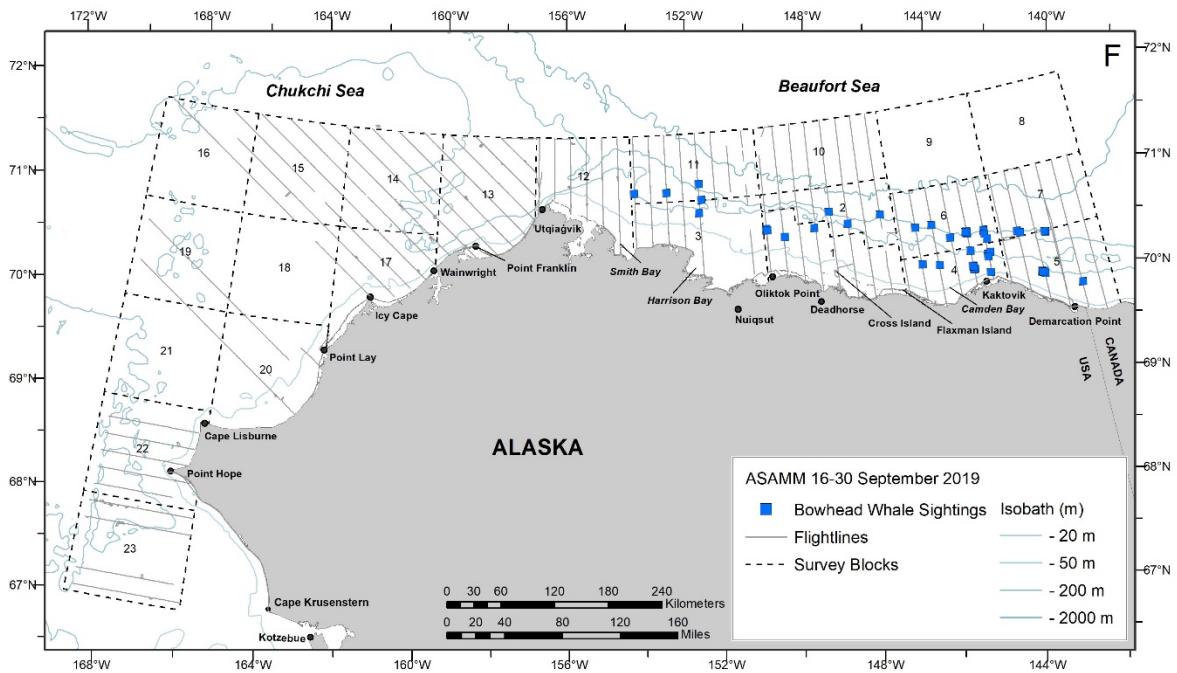 172°W 168°W 164°W 160°W 156°W 152°W 148°W 144°W 140°W
F
72°N 72°N
Chukchi Sea Beaufort Sea
8
9
16 15 14 13 12 11 10 7
71°N 71°N
2 6
Utqiaġvik
19 18 17 3 1 4 5
Wainwright Point Franklin Smith Bay
70°N 70°N
Harrison Bay Oliktok Point Kaktovik
Icy Cape Nuiqsut Deadhorse Cross Island Flaxman Island Camden Bay Demarcation Point
USA CANADA
21 20 Point Lay
69°N 69°N
Cape Lisburne
22 ALASKA
Point Hope
68°N 68°N
23
67°N 67°N
Cape Krusenstern
Kotzebue
ASAMM 16-30 September 2019
Bowhead Whale Sightings
Flightlines
Survey Blocks
Isobath (m)
- 20 m
- 50 m
- 200 m
- 2000 m
0 30 60 120 180 240
Kilometers
0 20 40 80 120 160
Miles
168°W 164°W 160°W 156°W 152°W 148°W 144°W